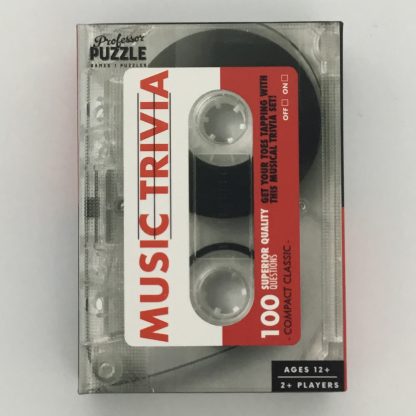 Professor
PUZZLE
GAMES & PUZZLES
MUSIC TRIVIA
GET YOUR TOES TAPPING WITH
THIS MUSICAL TRIVIA SET!
OFF ON
100 SUPERIOR QUALITY
QUESTIONS
- COMPACT CLASSIC -
AGES 12+
2+ PLAYERS